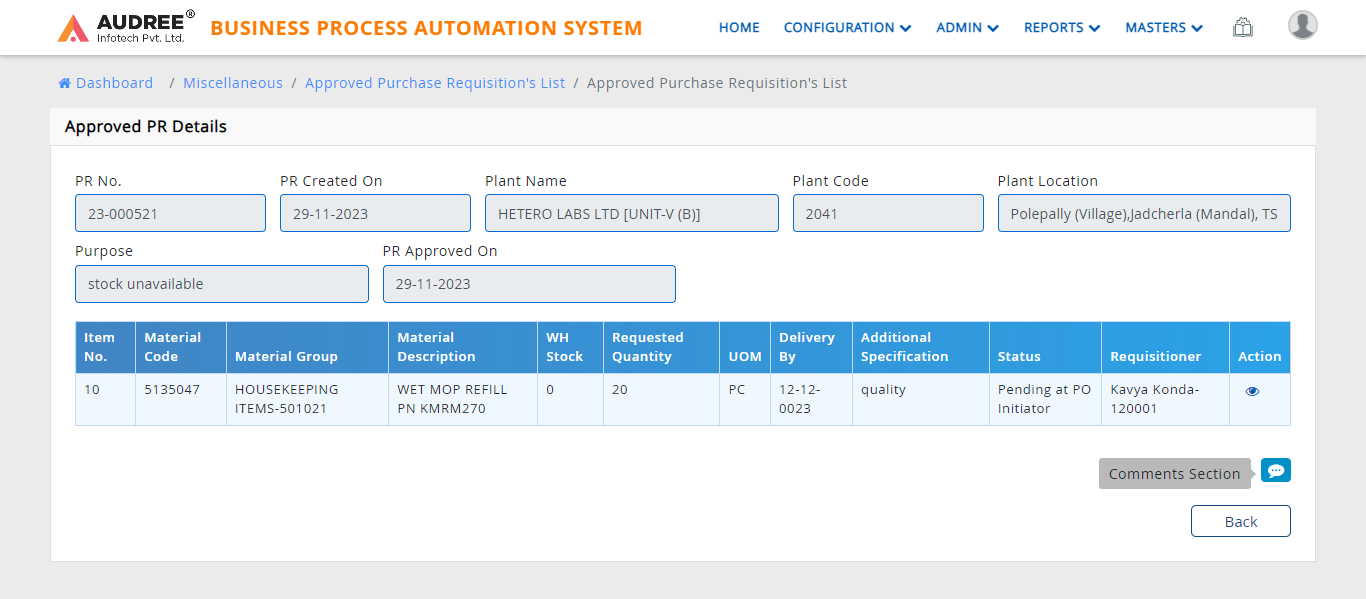 AUDREE®
Infotech Pvt. Ltd.
BUSINESS PROCESS AUTOMATION SYSTEM
HOME CONFIGURATION ADMIN REPORTS MASTERS
Dashboard / Miscellaneous / Approved Purchase Requisition's List / Approved Purchase Requisition's List
Approved PR Details
PR No. PR Created On Plant Name Plant Code Plant Location
23-000521 29-11-2023 HETERO LABS LTD [UNIT-V (B)] 2041 Polepally (Village),Jadcherla (Mandal), TS
Purpose PR Approved On
stock unavailable 29-11-2023
Item Material Material WH Requested Delivery Additional
No. Code Material Group Description Stock Quantity UOM By Specification Status Requisitioner Action
10 5135047 HOUSEKEEPING WET MOP REFILL 0 20 PC 12-12- quality Pending at PO Kavya Konda-
ITEMS-501021 PN KMRM270 0023 Initiator 120001
Comments Section
Back